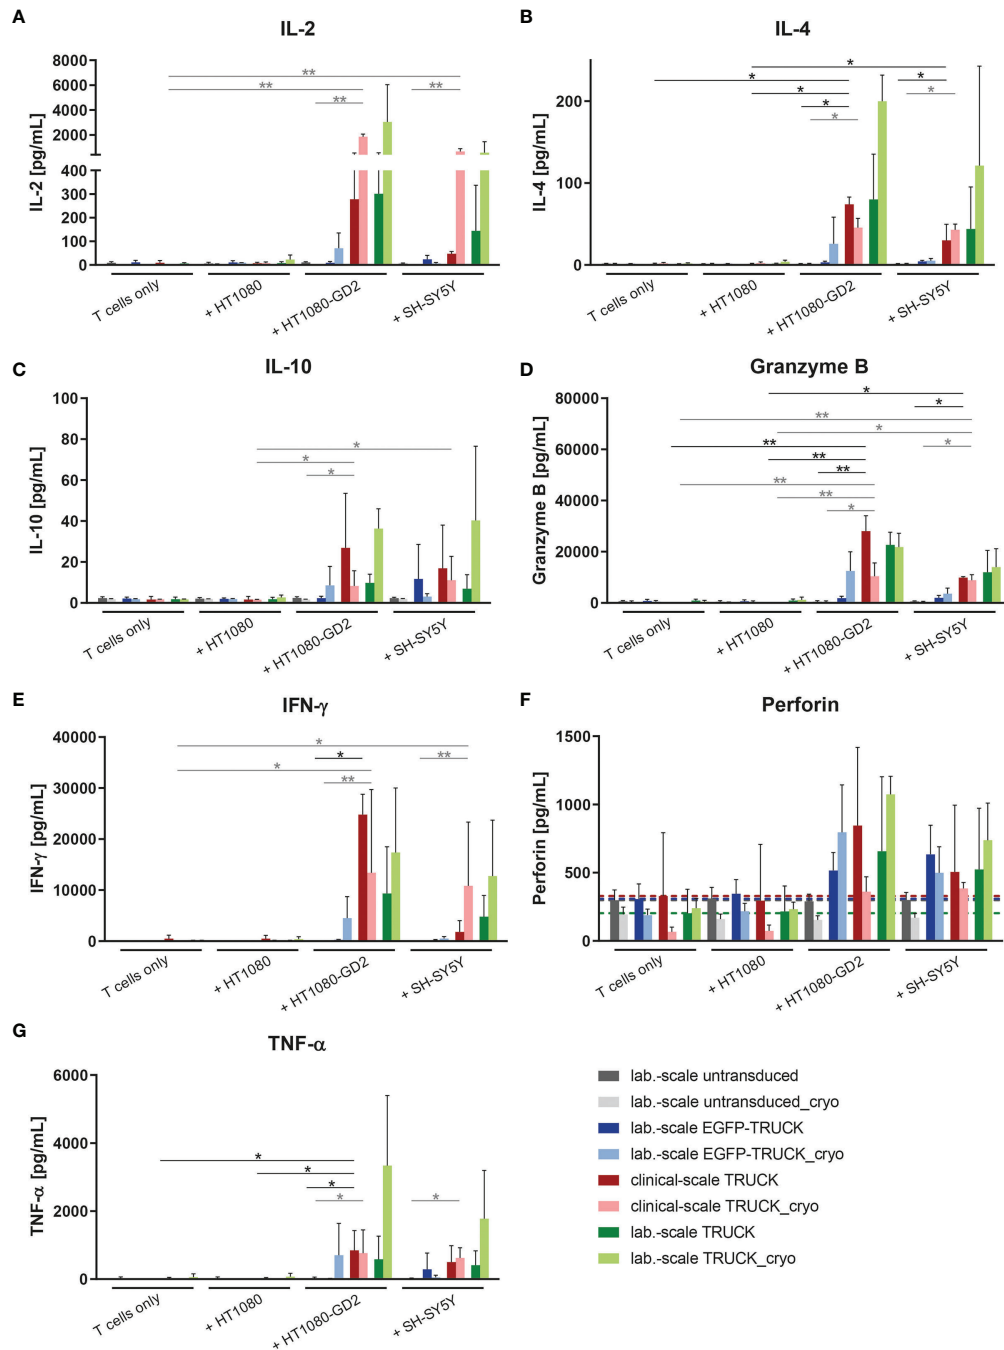 A
IL-2
IL-2 [pg/mL]
8000
6000
4000
2000
400
300
200
100
0
** 
**
**
**
T cells only
+ HT1080
+ HT1080-GD2
+ SH-SY5Y
B
IL-4
IL-4 [pg/mL]
200
100
0
*
*
*
*
*
*
*
T cells only
+ HT1080
+ HT1080-GD2
+ SH-SY5Y
C
IL-10
IL-10 [pg/mL]
100
80
60
40
20
0
*
*
*
T cells only
+ HT1080
+ HT1080-GD2
+ SH-SY5Y
D
Granzyme B
Granzyme B [pg/mL]
80000
60000
40000
20000
0
*
*
**
*
*
**
**
**
**
**
*
T cells only
+ HT1080
+ HT1080-GD2
+ SH-SY5Y
E
IFN-γ
IFN-γ [pg/mL]
40000
30000
20000
10000
0
*
*
**
*
**
T cells only
+ HT1080
+ HT1080-GD2
+ SH-SY5Y
F
Perforin
Perforin [pg/mL]
1500
1000
500
0
T cells only
+ HT1080
+ HT1080-GD2
+ SH-SY5Y
G
TNF-α
TNF-α [pg/mL]
6000
4000
2000
0
*
*
*
*
*
T cells only
+ HT1080
+ HT1080-GD2
+ SH-SY5Y
lab.-scale untransduced
lab.-scale untransduced_cryo
lab.-scale EGFP-TRUCK
lab.-scale EGFP-TRUCK_cryo
clinical-scale TRUCK
clinical-scale TRUCK_cryo
lab.-scale TRUCK
lab.-scale TRUCK_cryo